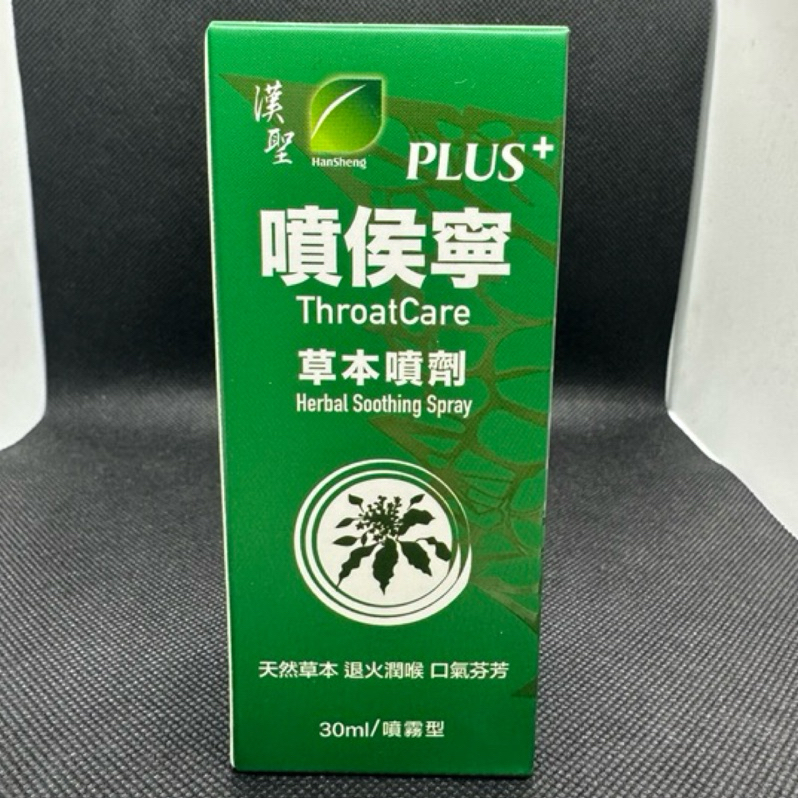 漢聖
HanSheng
PLUS+
噴侯寧
ThroatCare
草本噴劑
Herbal Soothing Spray
天然草本 退火潤喉 口氣芬芳
30ml/噴霧型